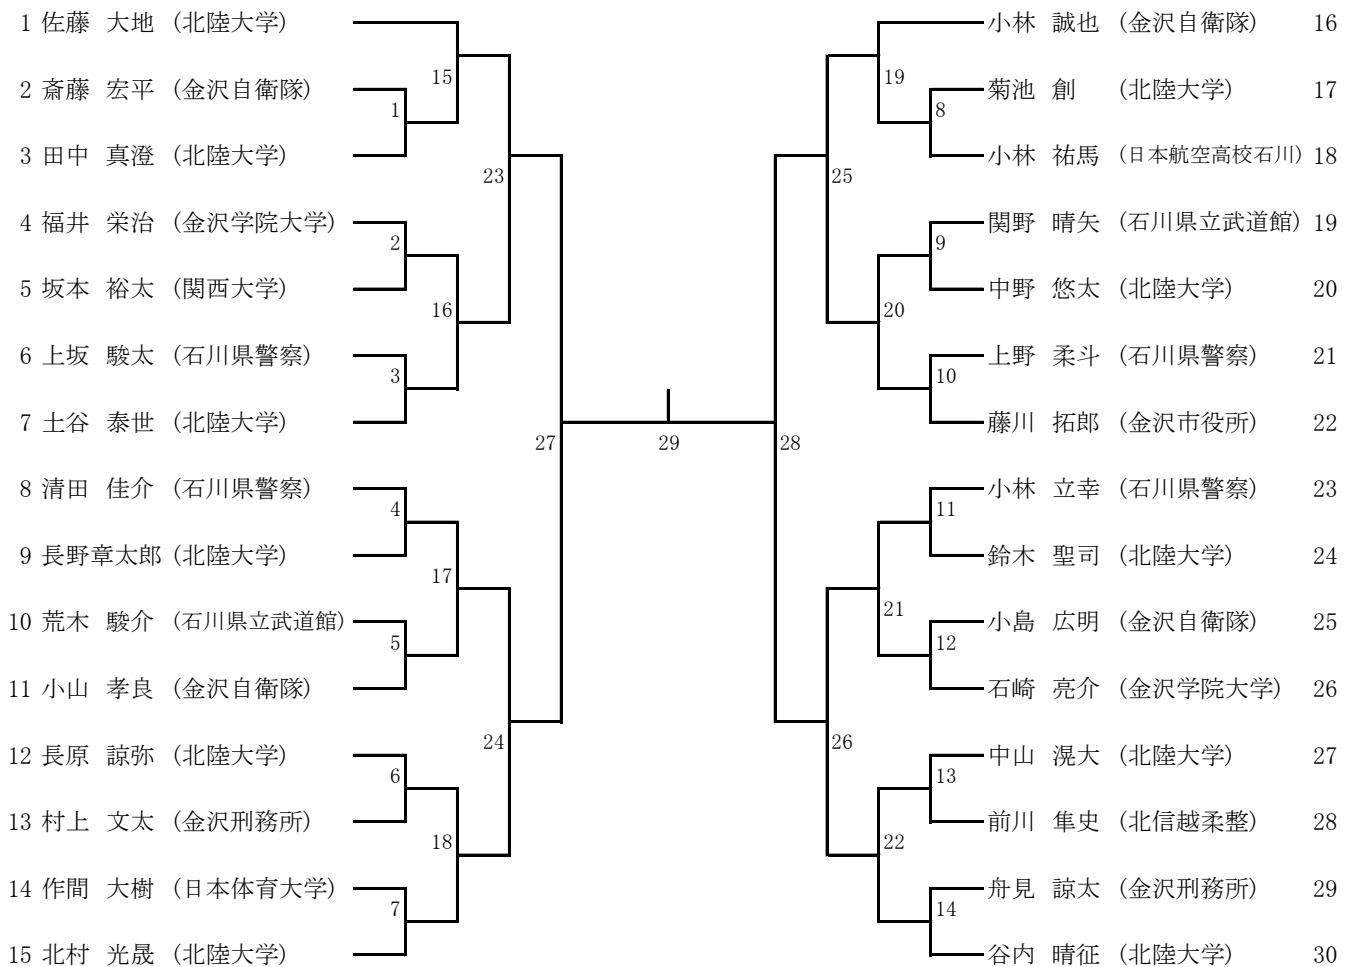 1 佐藤 大地 (北陸大学)
2 斎藤 宏平 (金沢自衛隊)
3 田中 真澄 (北陸大学)
4 福井 栄治 (金沢学院大学)
5 坂本 裕太 (関西大学)
6 上坂 駿太 (石川県警察)
7 土谷 泰世 (北陸大学)
8 清田 佳介 (石川県警察)
9 長野章太郎 (北陸大学)
10 荒木 駿介 (石川県立武道館)
11 小山 孝良 (金沢自衛隊)
12 長原 諒弥 (北陸大学)
13 村上 文太 (金沢刑務所)
14 作間 大樹 (日本体育大学)
15 北村 光晟 (北陸大学)
1
2
3
4
5
6
7
15
16
17
18
23
24
27
29
28
25
26
19
20
21
22
8
9
10
11
12
13
14
小林 誠也 (金沢自衛隊) 16
菊池 創 (北陸大学) 17
小林 祐馬 (日本航空高校石川) 18
関野 晴矢 (石川県立武道館) 19
中野 悠太 (北陸大学) 20
上野 柔斗 (石川県警察) 21
藤川 拓郎 (金沢市役所) 22
小林 立幸 (石川県警察) 23
鈴木 聖司 (北陸大学) 24
小島 広明 (金沢自衛隊) 25
石崎 亮介 (金沢学院大学) 26
中山 滉大 (北陸大学) 27
前川 隼史 (北信越柔整) 28
舟見 諒太 (金沢刑務所) 29
谷内 晴征 (北陸大学) 30